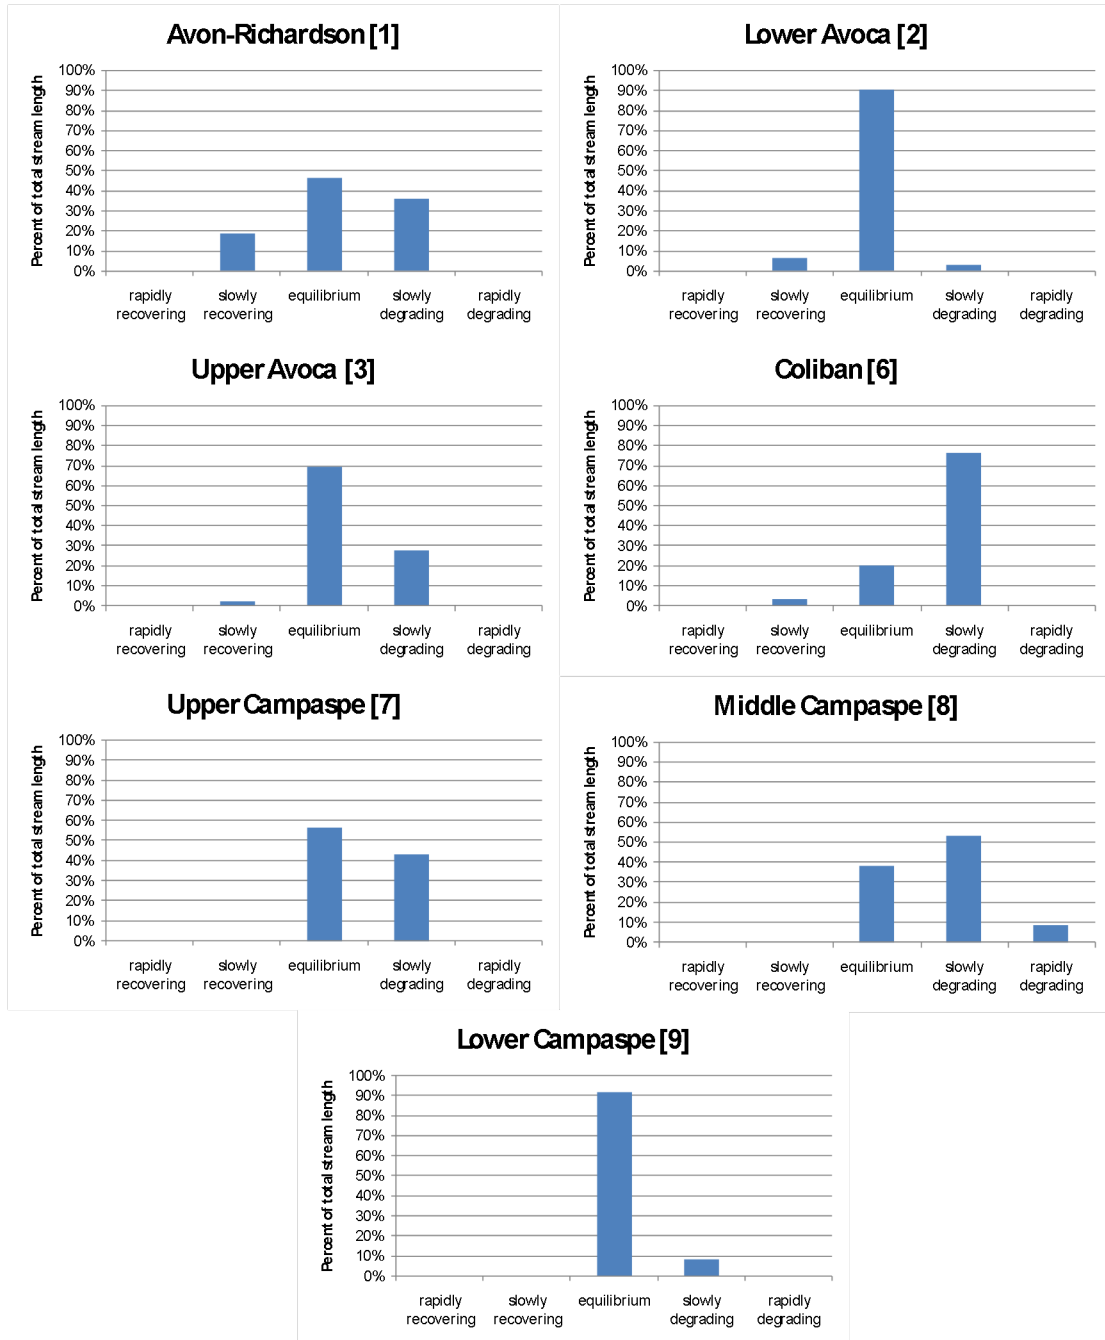 Avon-Richardson [1]
Percent of total stream length
100%
90%
80%
70%
60%
50%
40%
30%
20%
10%
0%
rapidly recovering
slowly recovering
equilibrium
slowly degrading
rapidly degrading
Lower Avoca [2]
Percent of total stream length
100%
90%
80%
70%
60%
50%
40%
30%
20%
10%
0%
rapidly recovering
slowly recovering
equilibrium
slowly degrading
rapidly degrading
Upper Avoca [3]
Percent of total stream length
100%
90%
80%
70%
60%
50%
40%
30%
20%
10%
0%
rapidly recovering
slowly recovering
equilibrium
slowly degrading
rapidly degrading
Coliban [6]
Percent of total stream length
100%
90%
80%
70%
60%
50%
40%
30%
20%
10%
0%
rapidly recovering
slowly recovering
equilibrium
slowly degrading
rapidly degrading
Upper Campaspe [7]
Percent of total stream length
100%
90%
80%
70%
60%
50%
40%
30%
20%
10%
0%
rapidly recovering
slowly recovering
equilibrium
slowly degrading
rapidly degrading
Middle Campaspe [8]
Percent of total stream length
100%
90%
80%
70%
60%
50%
40%
30%
20%
10%
0%
rapidly recovering
slowly recovering
equilibrium
slowly degrading
rapidly degrading
Lower Campaspe [9]
Percent of total stream length
100%
90%
80%
70%
60%
50%
40%
30%
20%
10%
0%
rapidly recovering
slowly recovering
equilibrium
slowly degrading
rapidly degrading